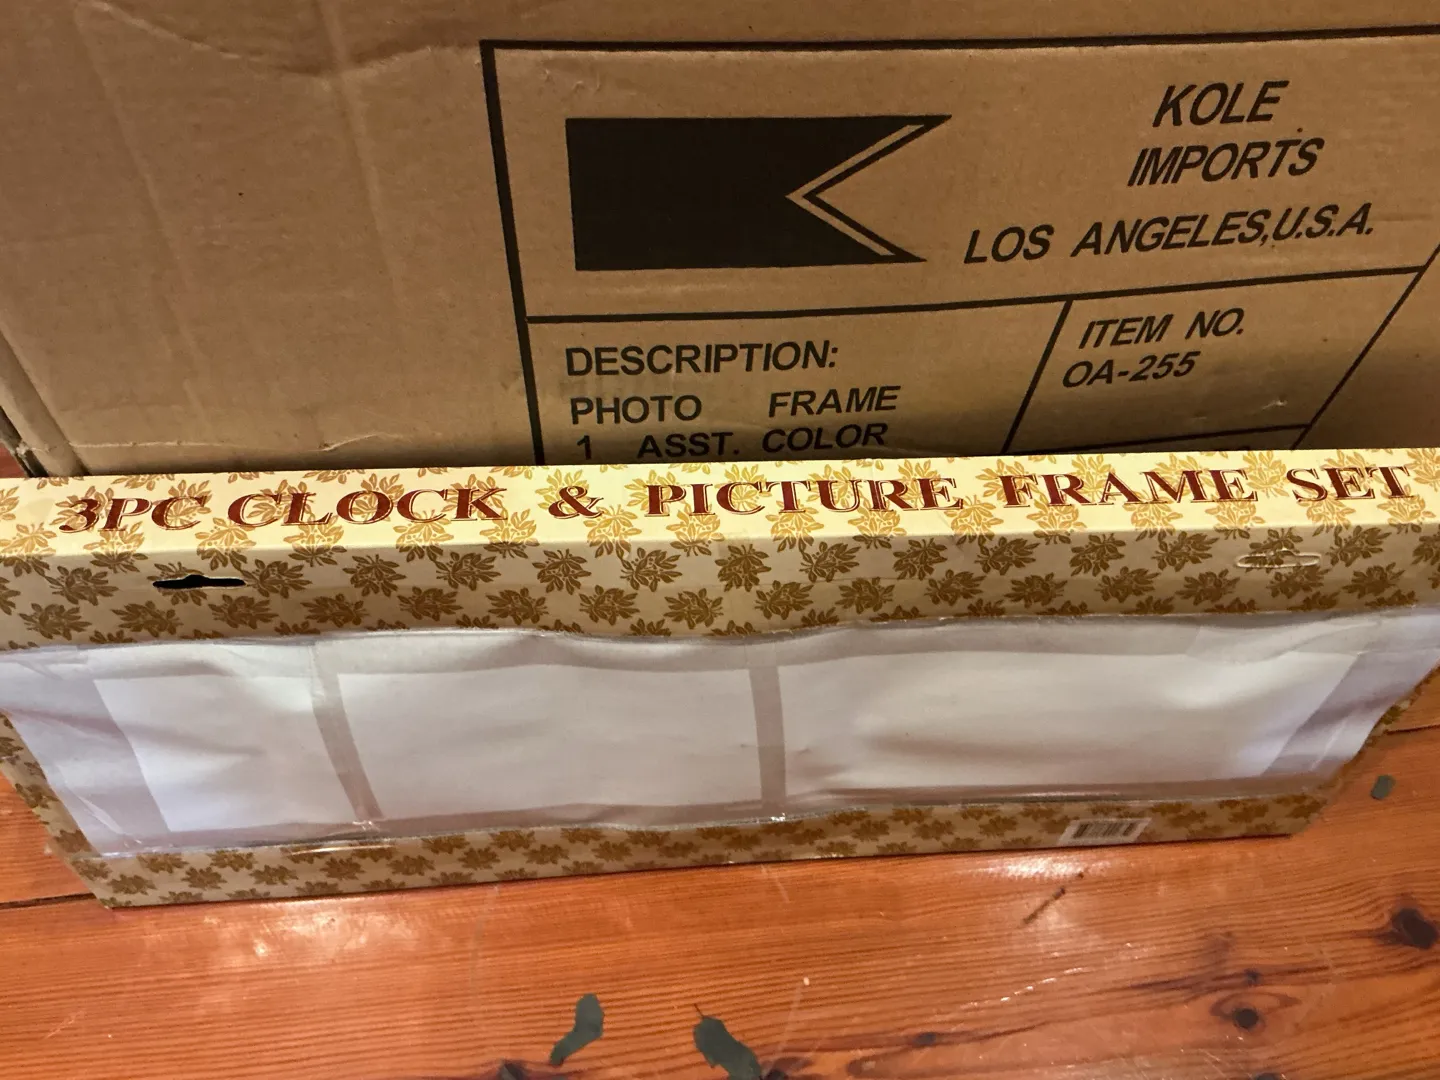 KOLE
IMPORTS
LOS ANGELES,U.S.A.
DESCRIPTION:
PHOTO FRAME
1 ASST. COLOR
ITEM NO.
OA-255
3PC CLOCK & PICTURE FRAME SET